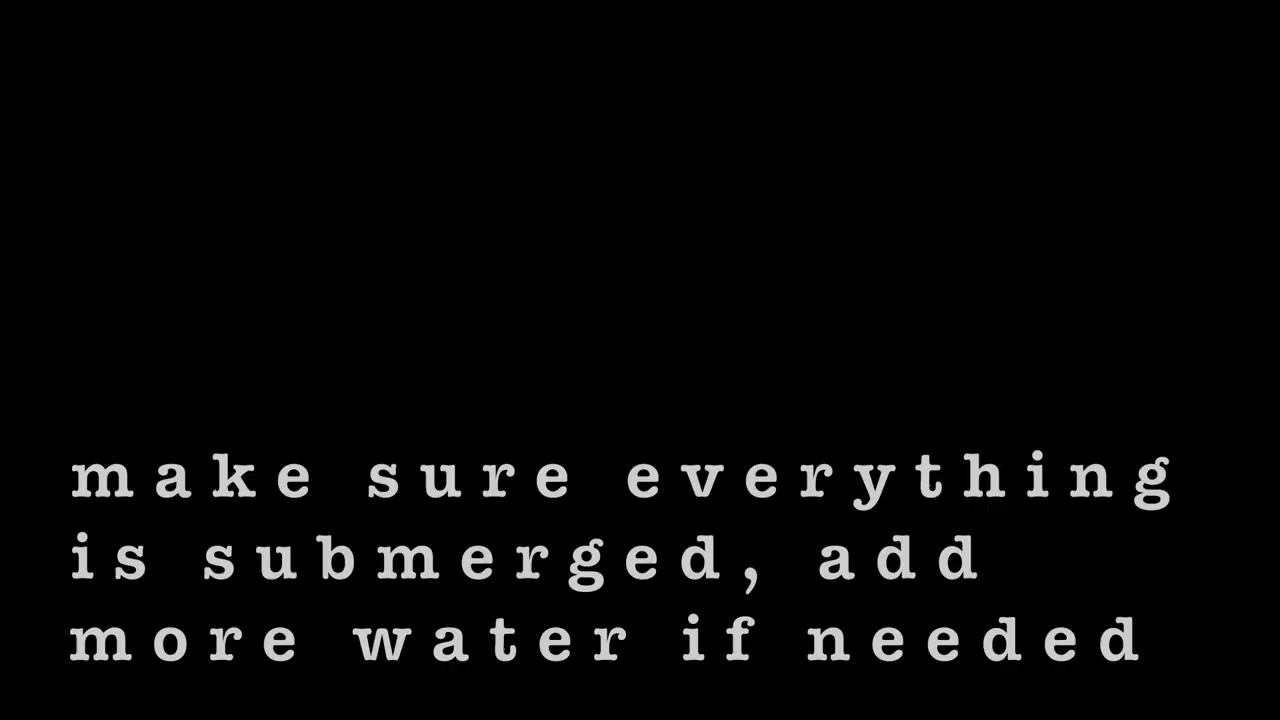 make sure everything
is submerged, add
more water if needed